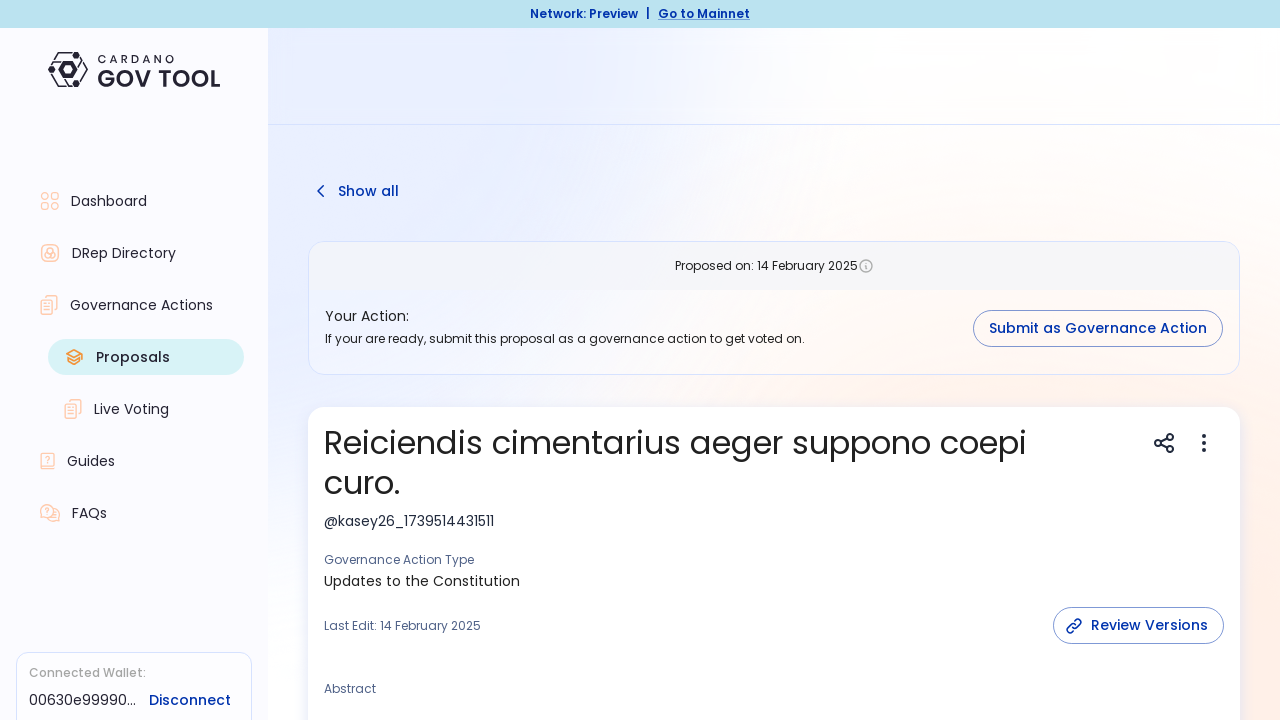 Network: Preview | Go to Mainnet
CARDANO
GOV TOOL
Dashboard
DRep Directory
Governance Actions
Proposals
Live Voting
Guides
FAQs
Connected Wallet:
00630e99990... Disconnect
Show all
Proposed on: 14 February 2025
Your Action:
If your are ready, submit this proposal as a governance action to get voted on.
Submit as Governance Action
Reiciendis cimentarius aeger suppono coepi
curo.
@kasey26_1739514431511
Governance Action Type
Updates to the Constitution
Last Edit: 14 February 2025
Review Versions
Abstract